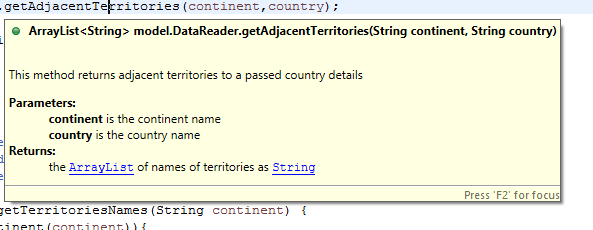 .getAdjacentTerritories(continent,country);
ArrayList<String> model.DataReader.getAdjacentTerritories(String continent, String country)
This method returns adjacent territories to a passed country details
Parameters:
continent is the continent name
country is the country name
Returns:
the ArrayList of names of territories as String
Press 'F2' for focus
getTerritoriesNames(String continent) {
tinent(continent)){